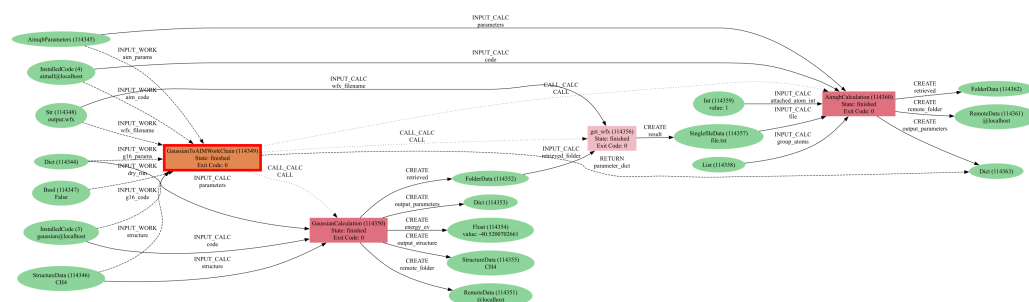 INPUT_CALC
parameters
AimqbParameters (114345)
INPUT_WORK
aim_params
InstalledCode (4)
aimall@localhost
INPUT_CALC
code
INPUT_WORK
aim_code
INPUT_CALC
wfx_filename
CALL_CALC
CALL
Str (114348)
output.wfx
INPUT_WORK
wfx_filename
Int (114359)
value: 1
INPUT_CALC
attached_atom_int
AimqbCalculation (114360)
State: finished
Exit Code: 0
CREATE
retrieved
FolderData (114362)
CREATE
remote_folder
RemoteData (114361)
@localhost
CREATE
output_parameters
Dict (114344)
INPUT_WORK
g16_params
GaussianToAIMWorkChain (114349)
State: finished
Exit Code: 0
CALL_CALC
CALL
get_wfx (114356)
State: finished
Exit Code: 0
CREATE
result
SinglefileData (114357)
file.txt
INPUT_CALC
file
INPUT_CALC
group_atoms
List (114358)
INPUT_WORK
dry_run
Bool (114347)
False
INPUT_WORK
g16_code
INPUT_CALC
parameters
CALL_CALC
CALL
INPUT_CALC
retrieved_folder
RETURN
parameter_dict
Dict (114363)
CREATE
retrieved
FolderData (114352)
CREATE
output_parameters
Dict (114353)
InstalledCode (3)
gaussian@localhost
INPUT_WORK
structure
INPUT_CALC
code
GaussianCalculation (114350)
State: finished
Exit Code: 0
CREATE
energy_ev
Float (114354)
value: -40.5200702661
CREATE
output_structure
StructureData (114355)
CH4
StructureData (114346)
CH4
INPUT_CALC
structure
CREATE
remote_folder
RemoteData (114351)
@localhost